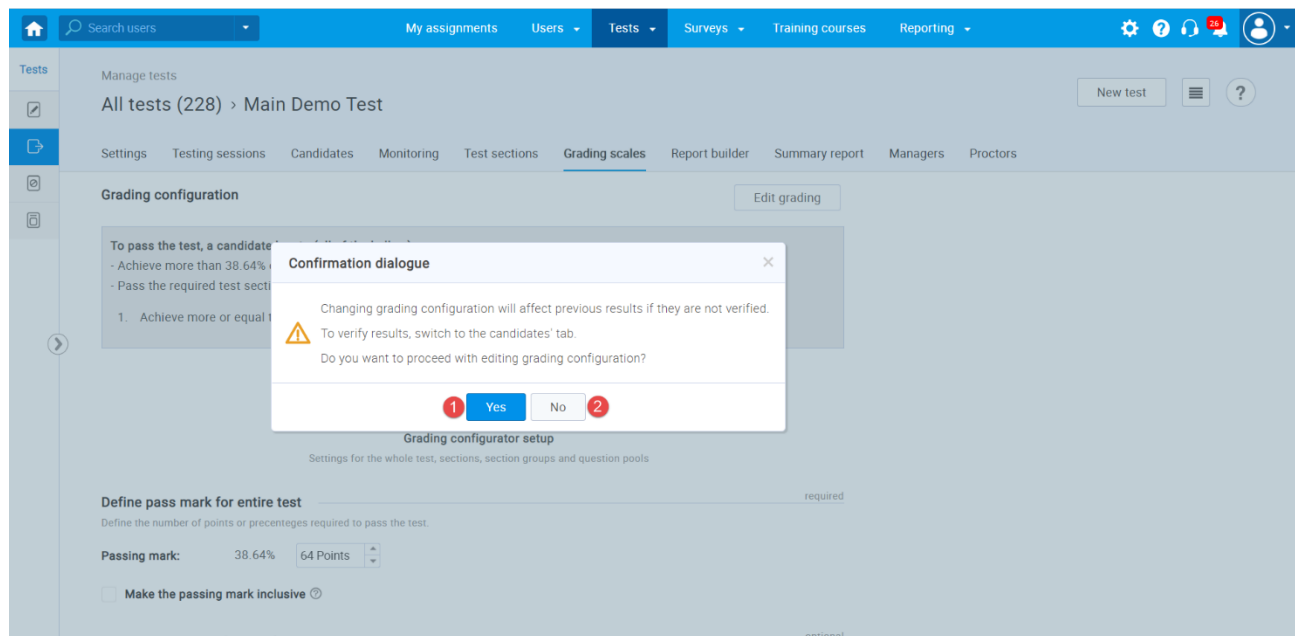 Search users
My assignments
Users
Tests
Surveys
Training courses
Reporting
26
Tests
Manage tests
All tests (228) › Main Demo Test
New test
?
Settings
Testing sessions
Candidates
Monitoring
Test sections
Grading scales
Report builder
Summary report
Managers
Proctors
Grading configuration
Edit grading
To pass the test, a candidate
- Achieve more than 38.64%
- Pass the required test secti
1. Achieve more or equal
Confirmation dialogue
Changing grading configuration will affect previous results if they are not verified.
To verify results, switch to the candidates' tab.
Do you want to proceed with editing grading configuration?
1 Yes No 2
Grading configurator setup
Settings for the whole test, sections, section groups and question pools
Define pass mark for entire test
required
Define the number of points or precenteges required to pass the test.
Passing mark: 38.64% 64 Points
Make the passing mark inclusive ?